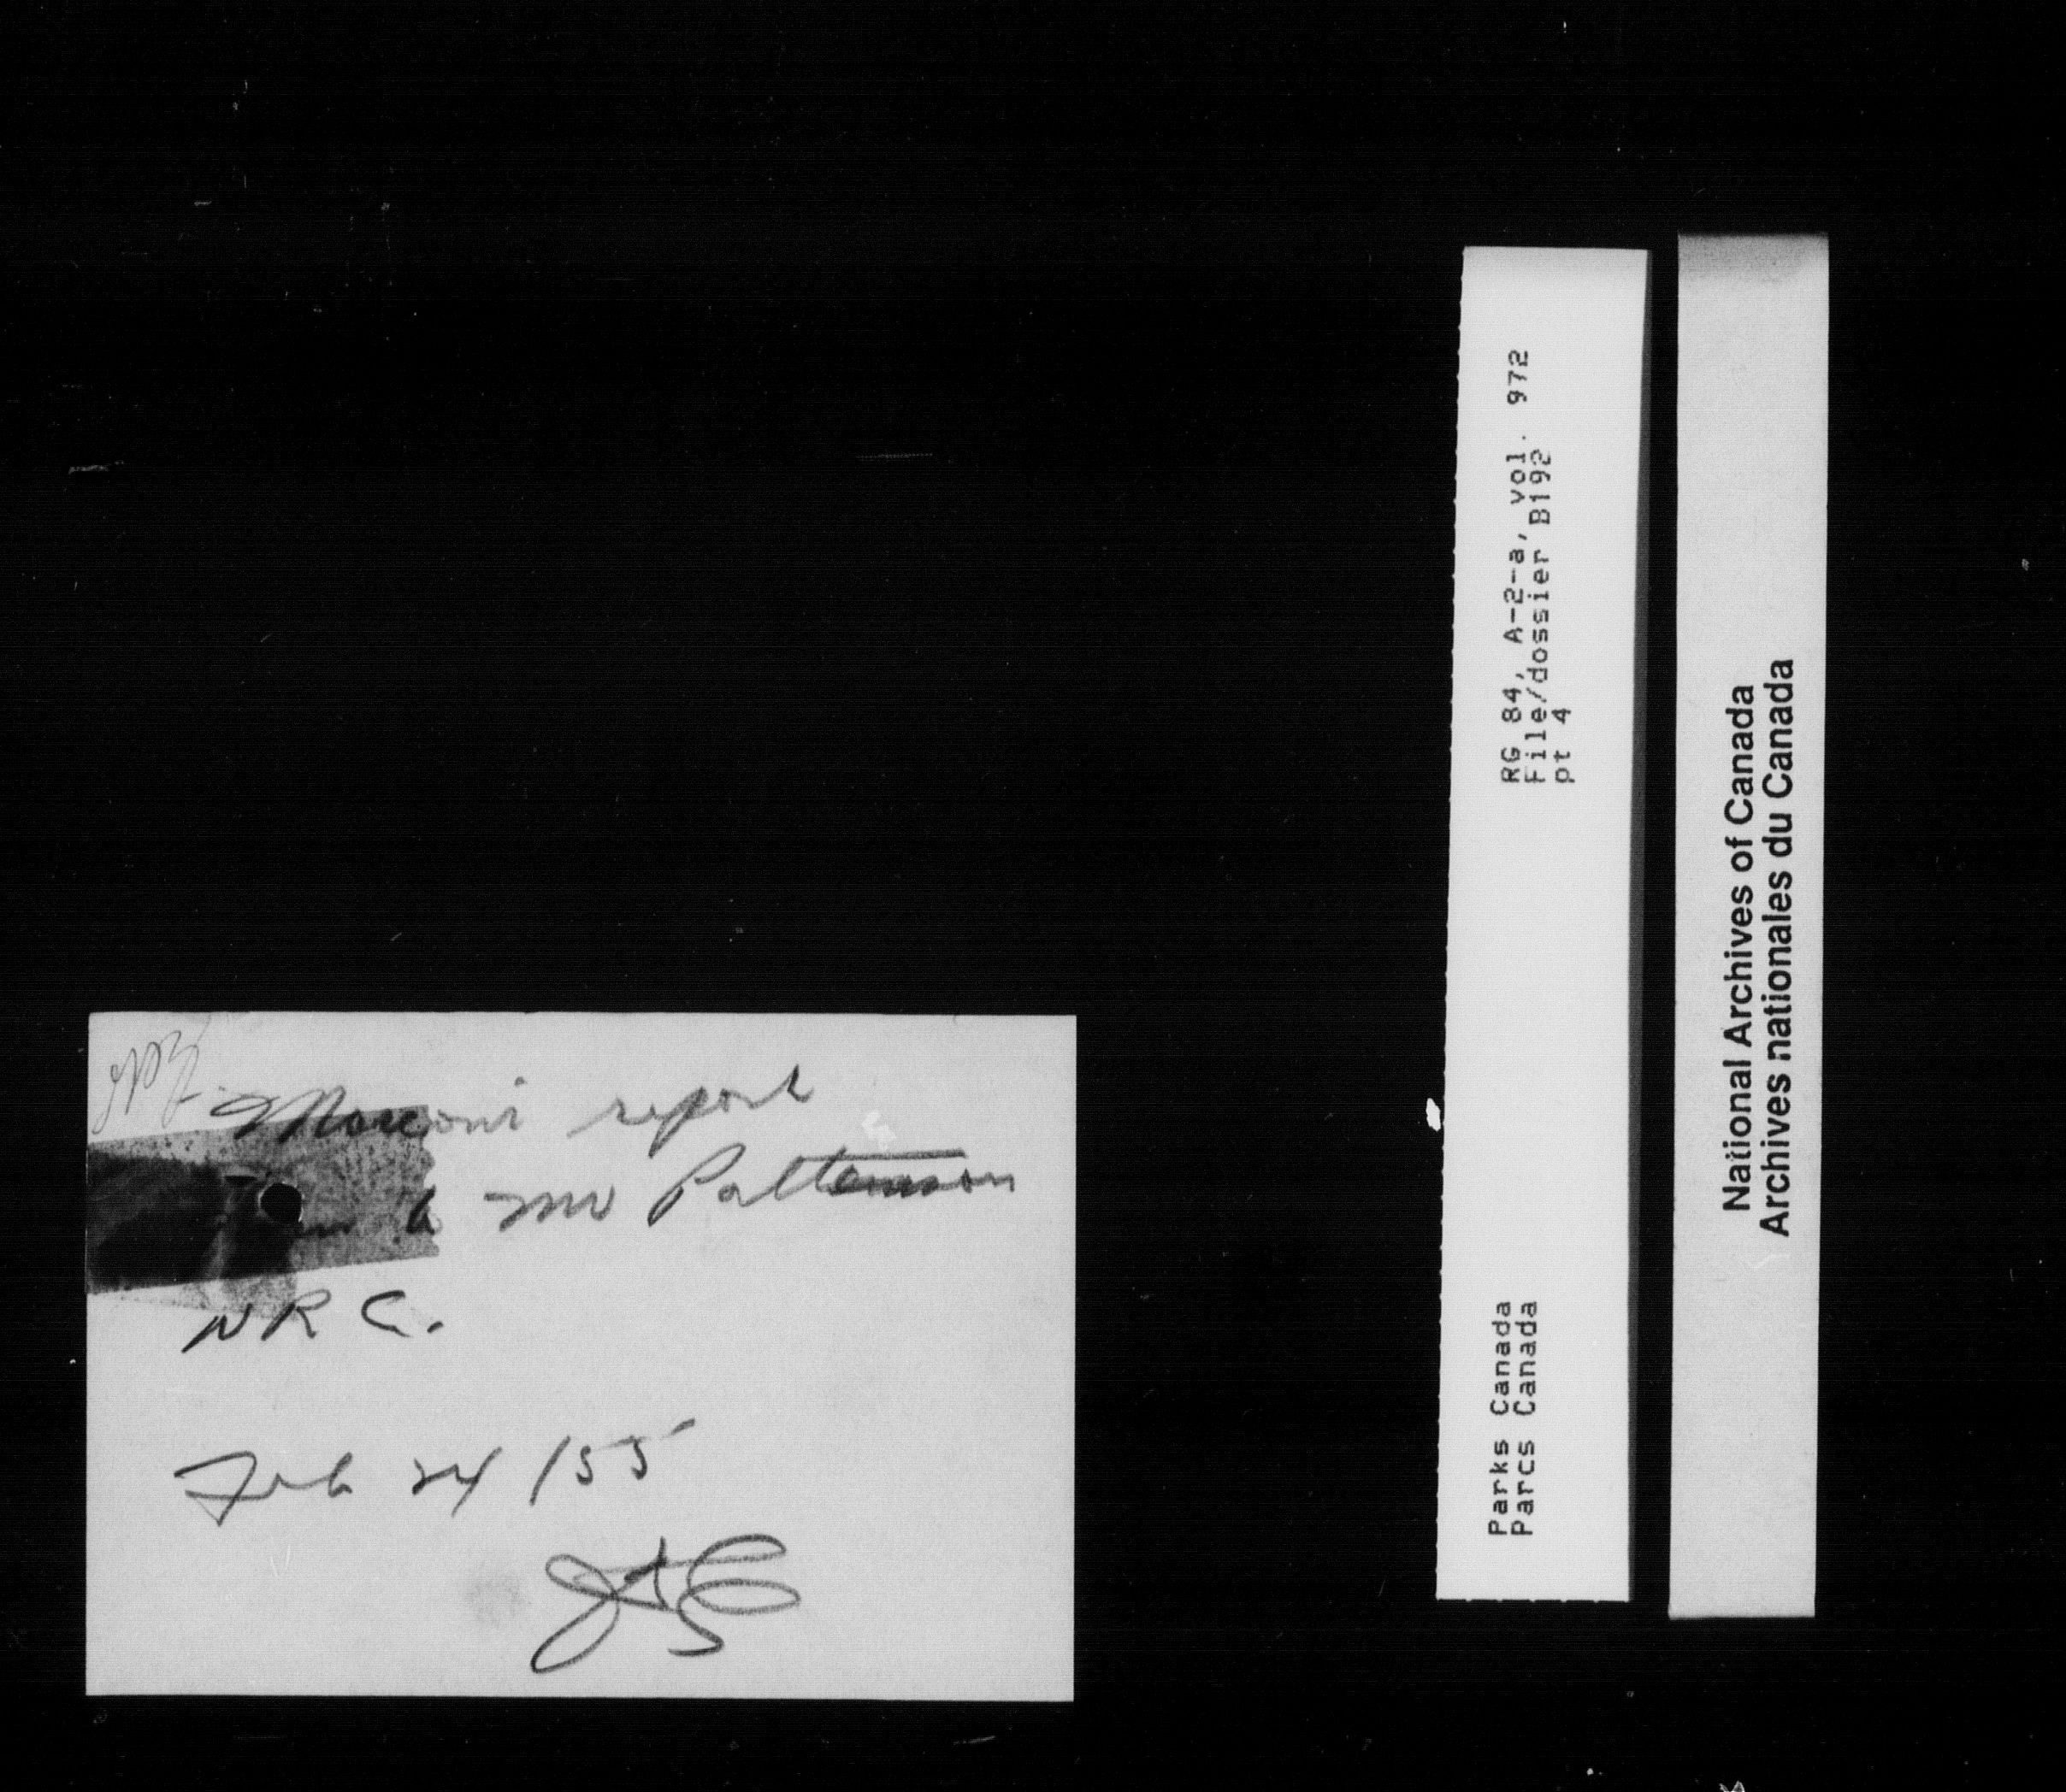 Marconi report
to Mr Patterson
N R C.
Feb 24 /55
RG 84, A-2-a, vol. 972
File/dossier B192
pt 4
Parks Canada
Parcs Canada
National Archives of Canada
Archives nationales du Canada